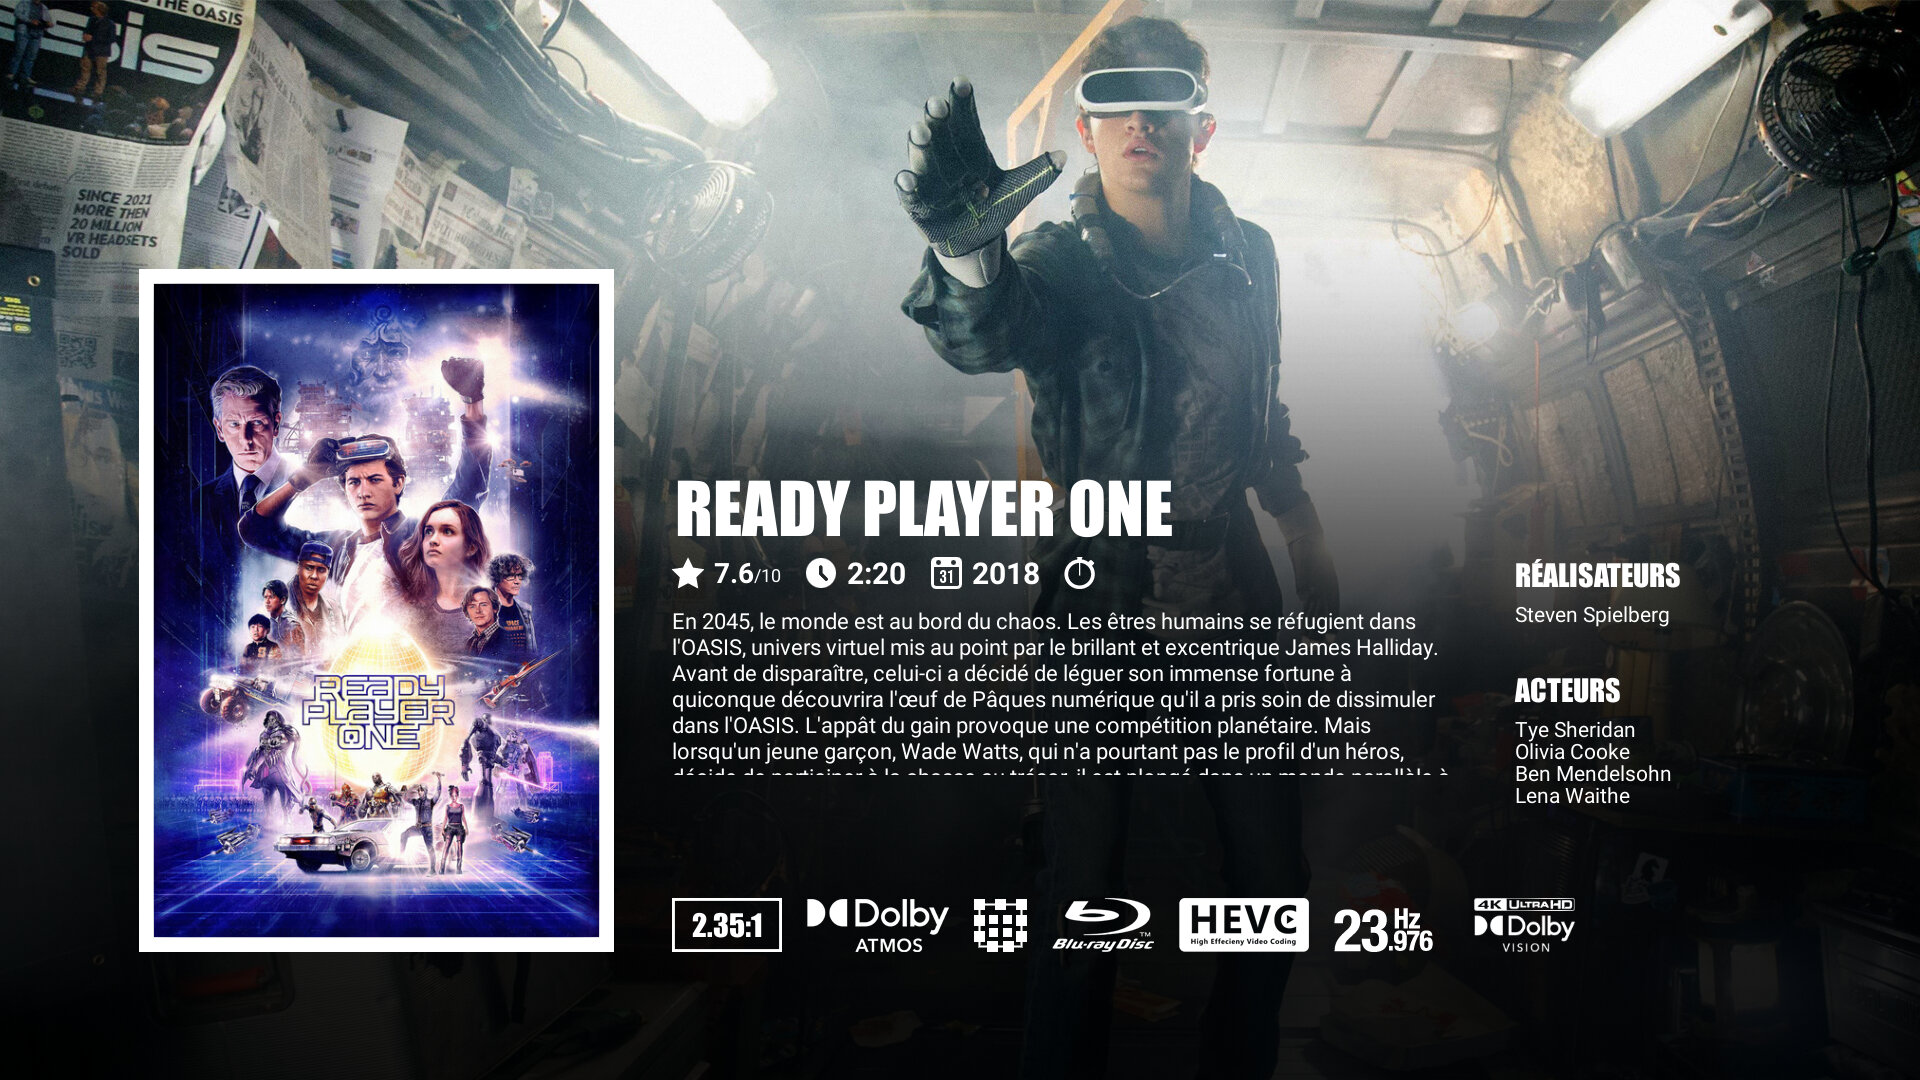 THE OASIS
sis
SINCE 2021
MORE THEN
20 MILLION
VR HEADSETS
SOLD
READY
PLAYER
ONE
READY PLAYER ONE
7.6/10
2:20
31
2018
En 2045, le monde est au bord du chaos. Les êtres humains se réfugient dans
l'OASIS, univers virtuel mis au point par le brillant et excentrique James Halliday.
Avant de disparaître, celui-ci a décidé de léguer son immense fortune à
quiconque découvrira l'œuf de Pâques numérique qu'il a pris soin de dissimuler
dans l'OASIS. L'appât du gain provoque une compétition planétaire. Mais
lorsqu'un jeune garçon, Wade Watts, qui n'a pourtant pas le profil d'un héros,
RÉALISATEURS
Steven Spielberg
ACTEURS
Tye Sheridan
Olivia Cooke
Ben Mendelsohn
Lena Waithe
2.35:1
Dolby
ATMOS
Blu-ray Disc TM
HEVC
High Effecieny Video Coding
23.976 Hz
4K ULTRA HD
Dolby
VISION